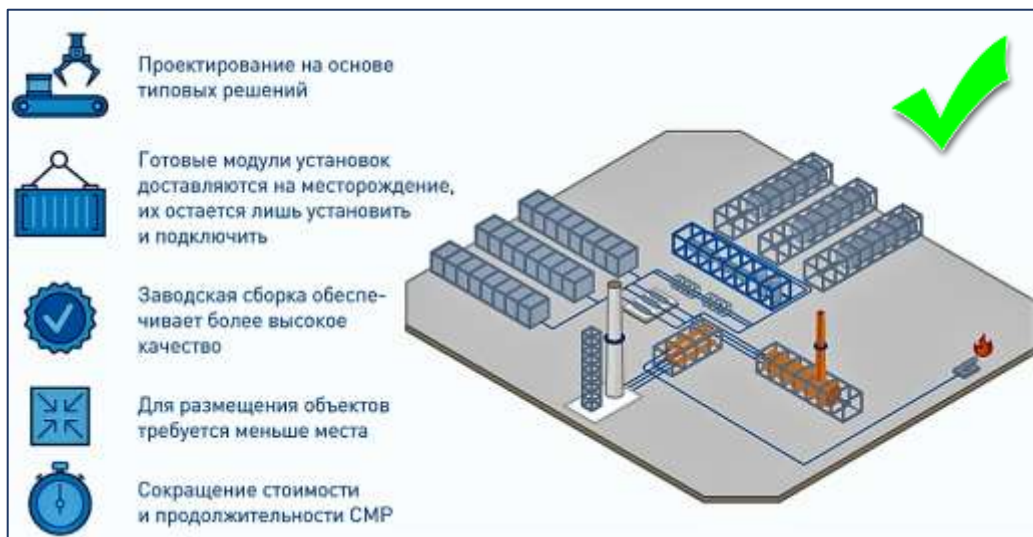 Проектирование на основе
типовых решений
Готовые модули установок
доставляются на месторождение,
их остается лишь установить
и подключить
Заводская сборка обеспе-
чивает более высокое
качество
Для размещения объектов
требуется меньше места
Сокращение стоимости
и продолжительности СМР